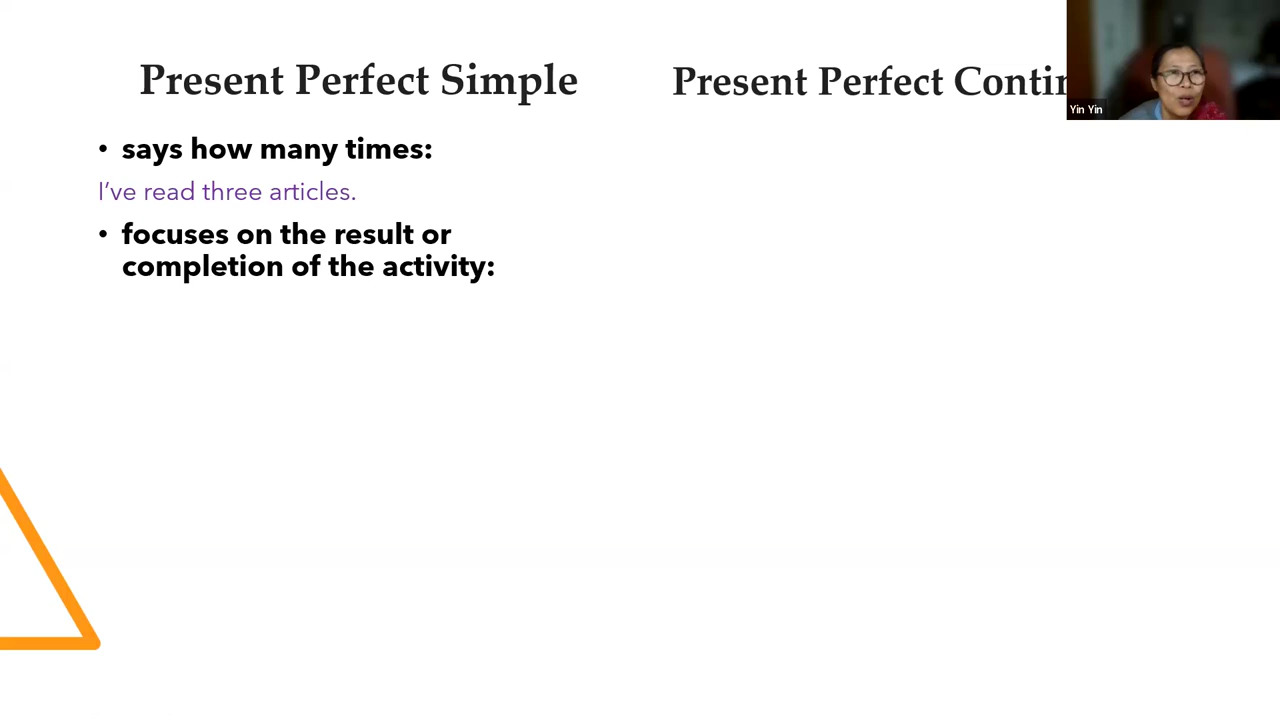 Present Perfect Simple
Present Perfect Contin
Yin Yin
• says how many times:
I've read three articles.
• focuses on the result or
completion of the activity: